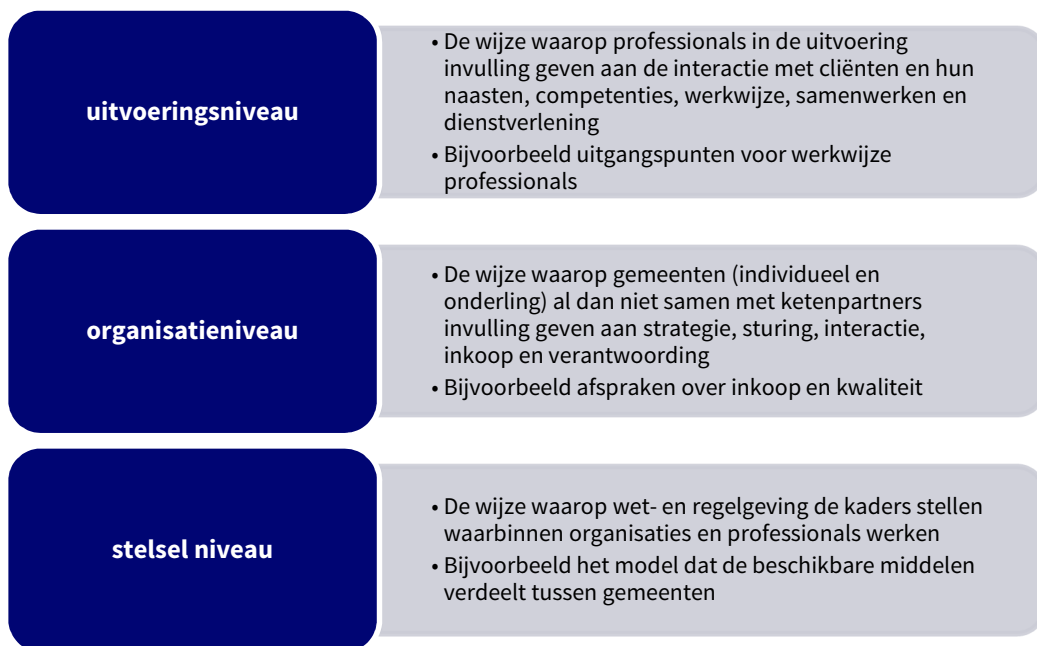 uitvoeringsniveau
• De wijze waarop professionals in de uitvoering
invulling geven aan de interactie met cliënten en hun
naasten, competenties, werkwijze, samenwerken en
dienstverlening
• Bijvoorbeeld uitgangspunten voor werkwijze
professionals
organisatieniveau
• De wijze waarop gemeenten (individueel en
onderling) al dan niet samen met ketenpartners
invulling geven aan strategie, sturing, interactie,
inkoop en verantwoording
• Bijvoorbeeld afspraken over inkoop en kwaliteit
stelsel niveau
• De wijze waarop wet- en regelgeving de kaders stellen
waarbinnen organisaties en professionals werken
• Bijvoorbeeld het model dat de beschikbare middelen
verdeelt tussen gemeenten